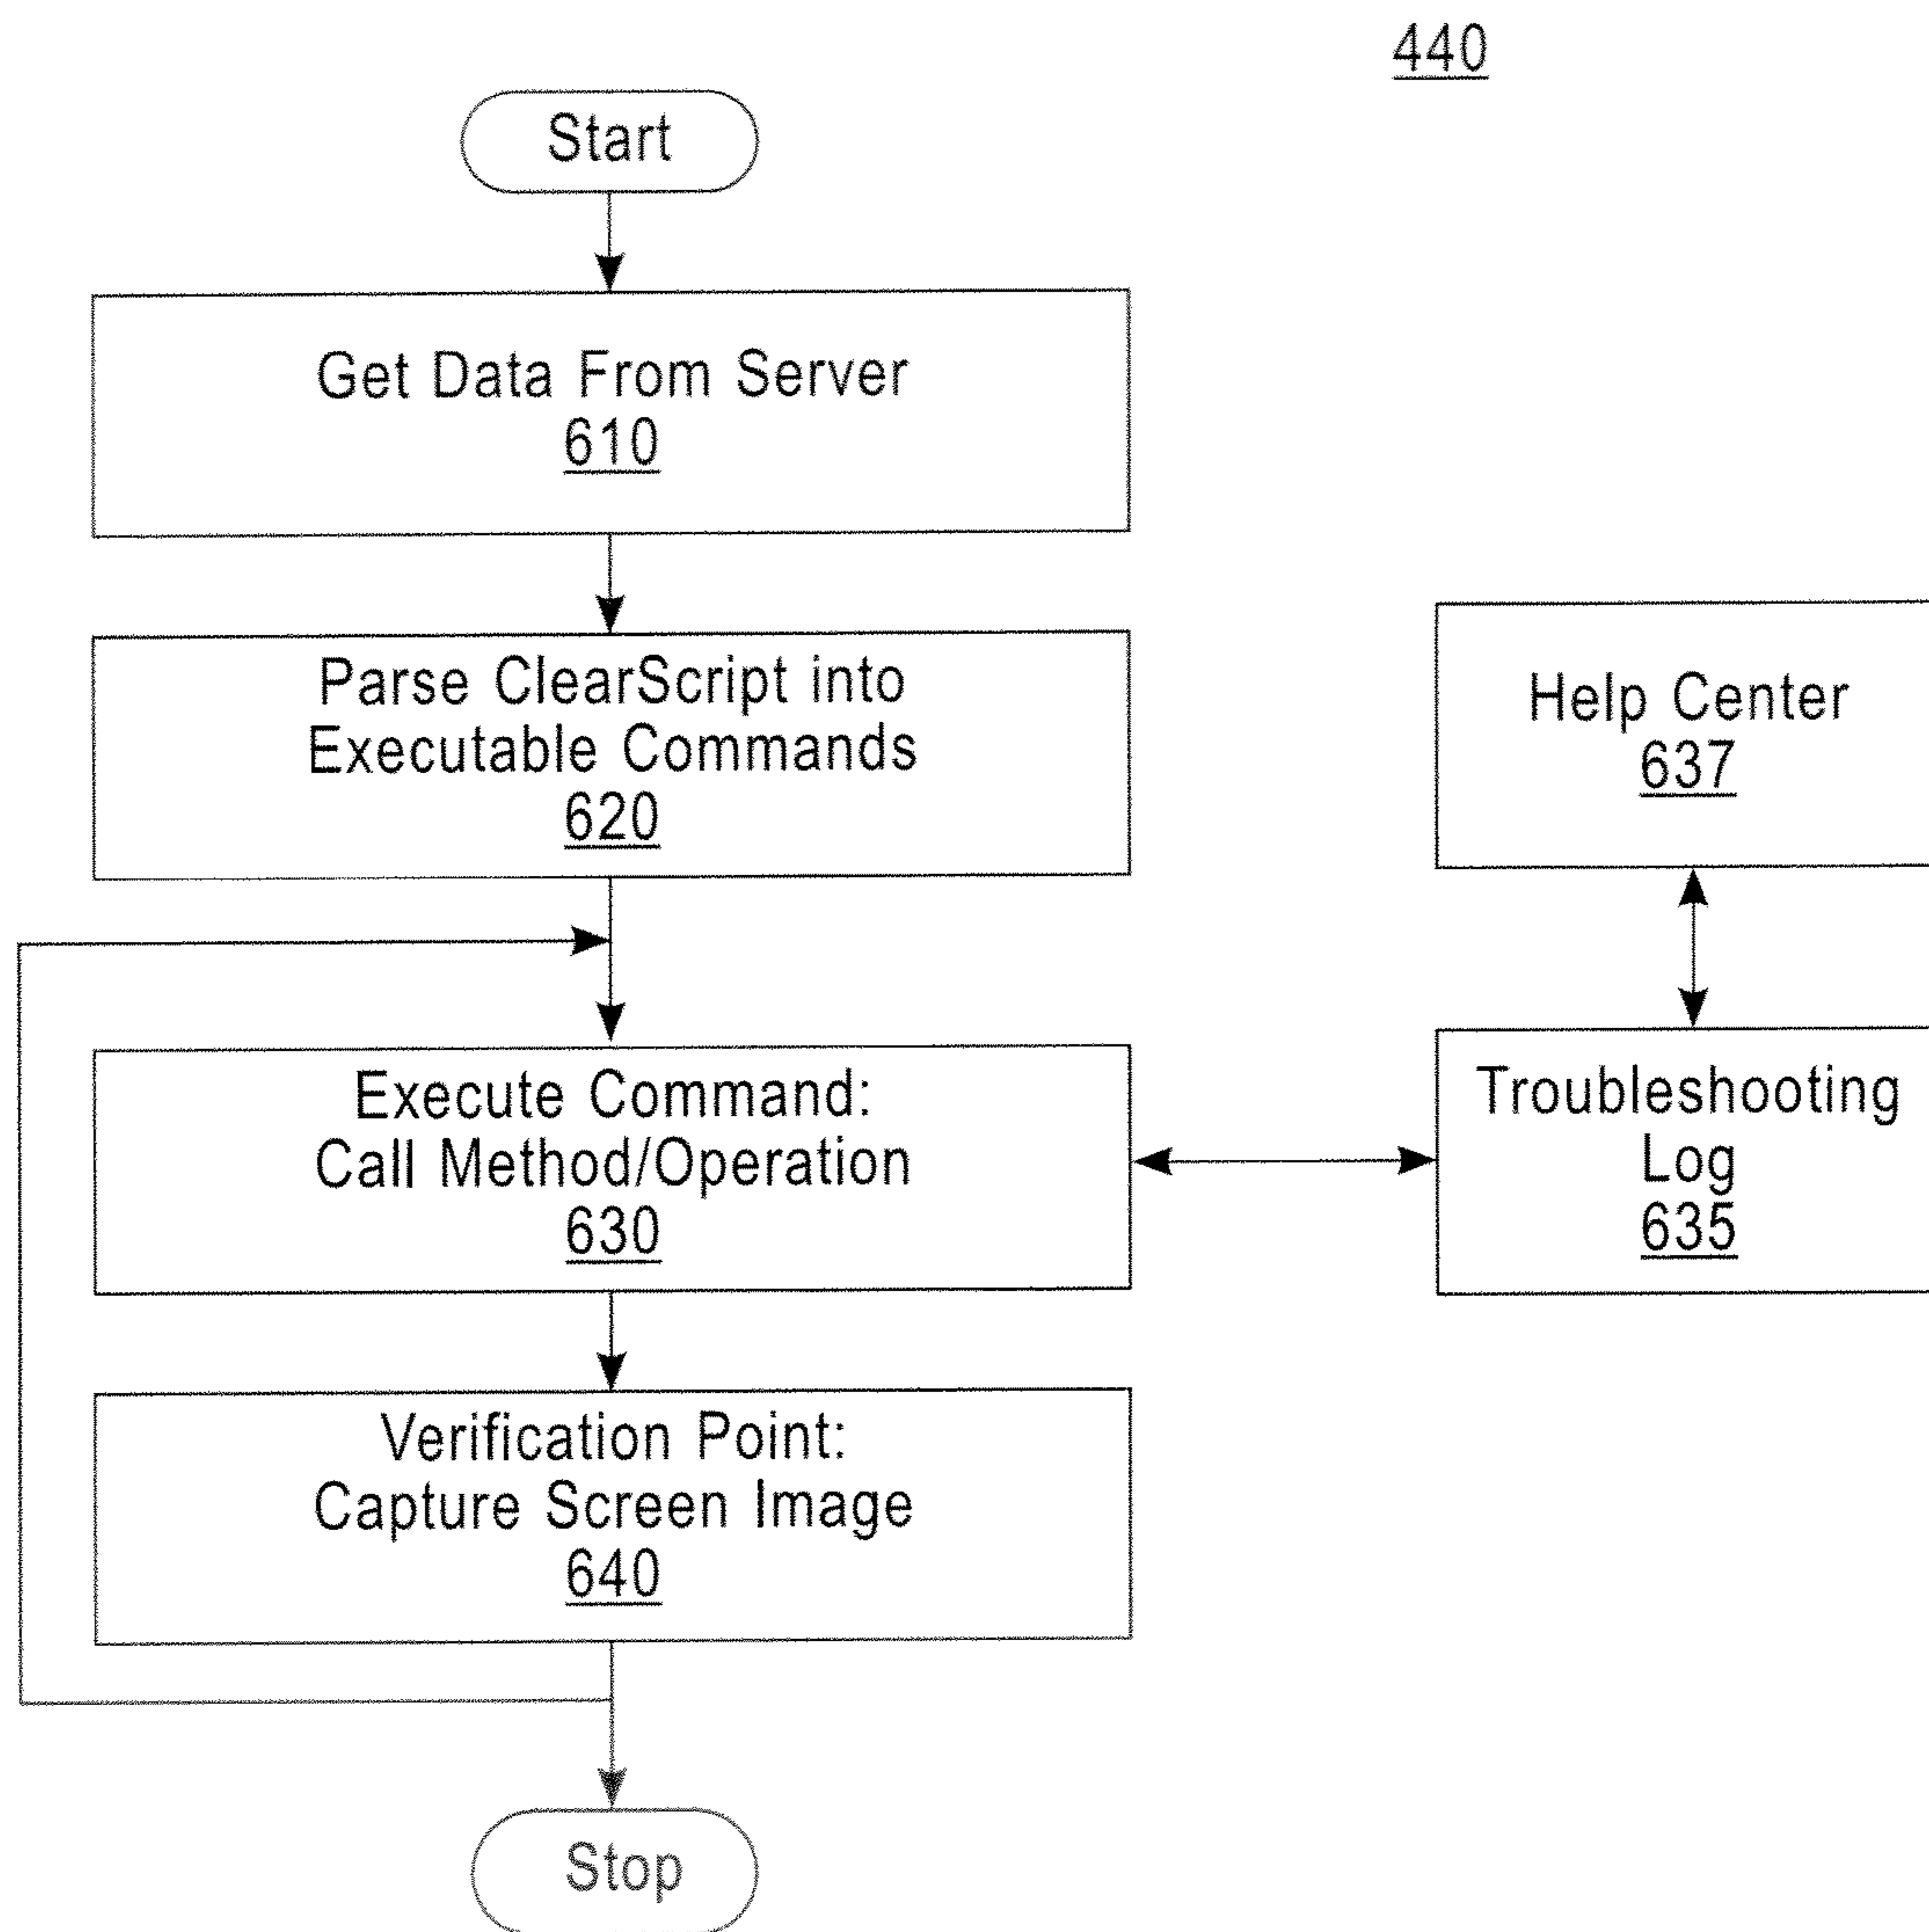 440
Start
Get Data From Server
610
Parse ClearScript into
Executable Commands
620
Help Center
637
Execute Command:
Call Method/Operation
630
Troubleshooting
Log
635
Verification Point:
Capture Screen Image
640
Stop